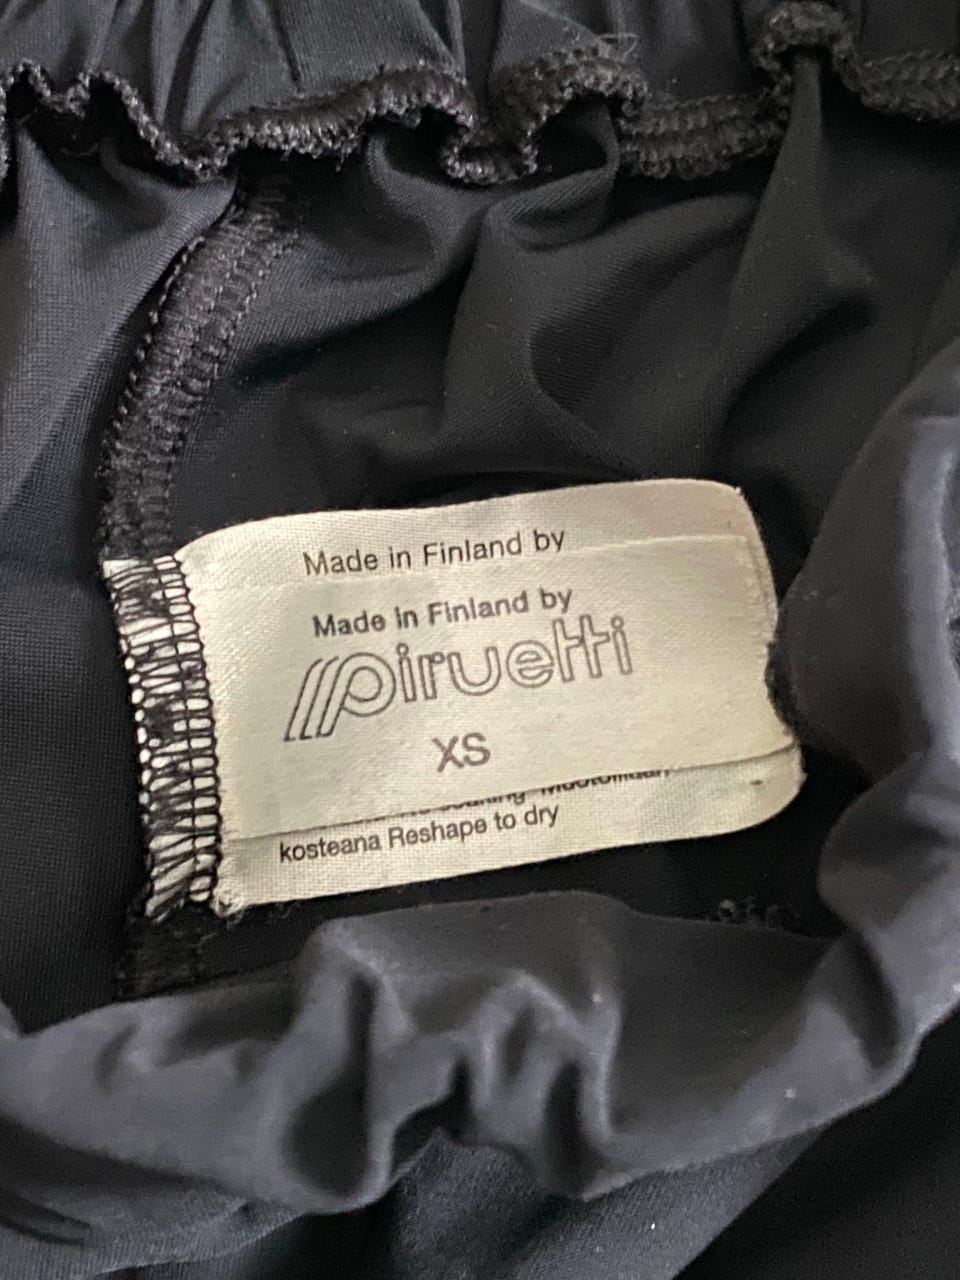 Made in Finland by
Made in Finland by
piruetti
XS
kosteana Reshape to dry